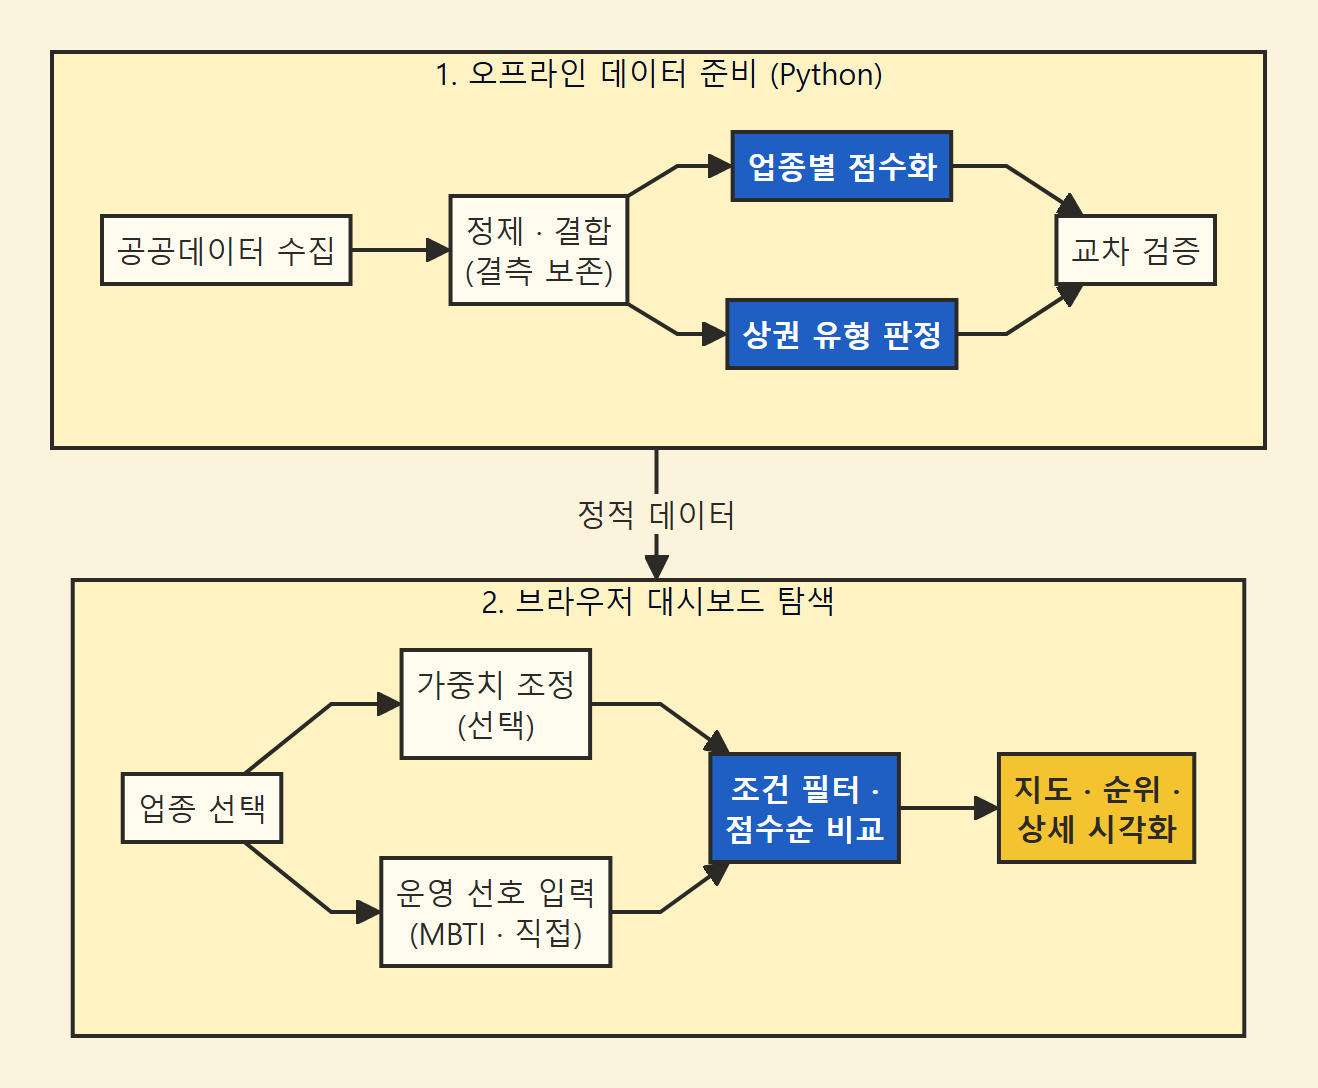 1. 오프라인 데이터 준비 (Python)
공공데이터 수집
정제 · 결합
(결측 보존)
업종별 점수화
상권 유형 판정
교차 검증
정적 데이터
2. 브라우저 대시보드 탐색
업종 선택
가중치 조정
(선택)
운영 선호 입력
(MBTI · 직접)
조건 필터 ·
점수순 비교
지도 · 순위 ·
상세 시각화